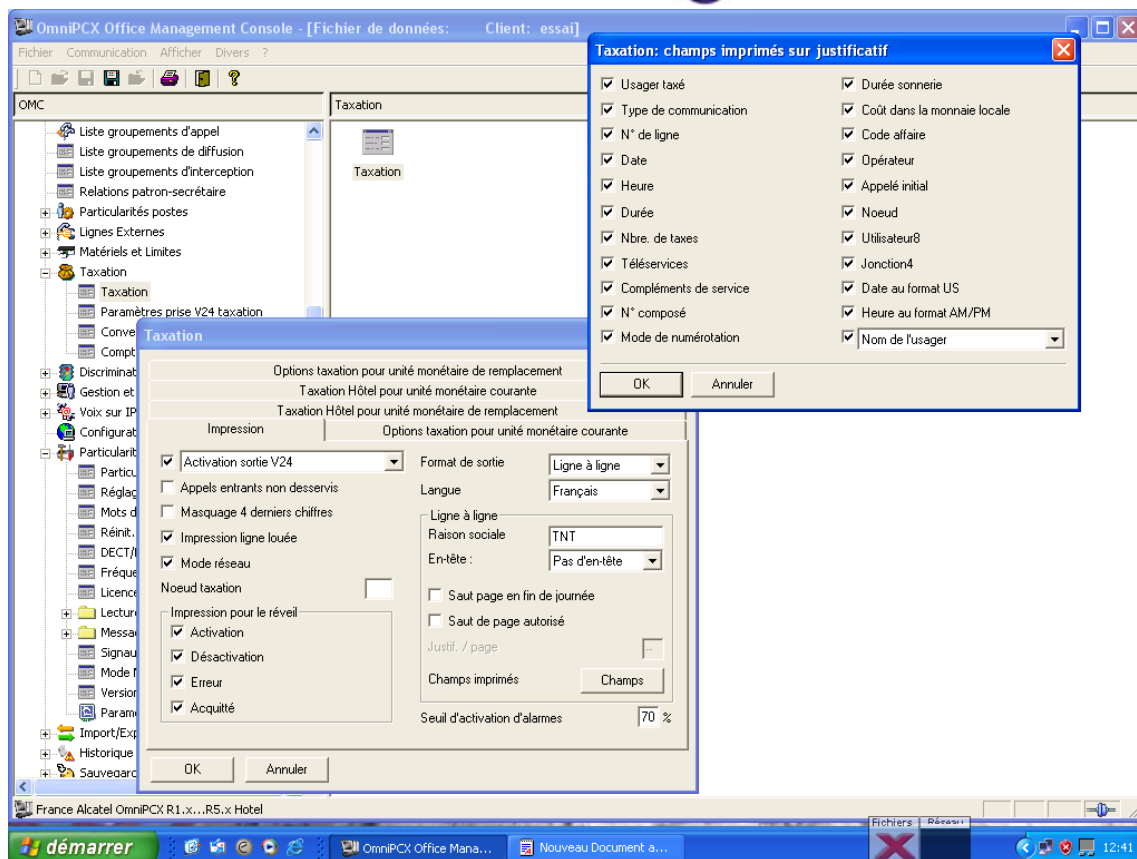 OmniPCX Office Management Console - [Fichier de données: Client: essai]
Fichier Communication Afficher Divers ?
OMC
Liste groupements d'appel
Liste groupements de diffusion
Liste groupements d'interception
Relations patron-secrétaire
Particularités postes
Lignes Externes
Matériels et Limites
Taxation
Taxation
Paramètres prise V24 taxation
Conve
Compt
Discriminat
Gestion et
Voix sur IP
Configurat
Particularit
Particu
Réglag
Mots d
Réinit.
DECT/
Fréque
Licence
Lectur
Messa
Signau
Mode
Version
Param
Import/Exp
Historique
Sauvegard
Taxation
Taxation
Taxation: champs imprimés sur justificatif
Usager taxé
Type de communication
N° de ligne
Date
Heure
Durée
Nbre. de taxes
Téléservices
Compléments de service
N° composé
Mode de numérotation
Durée sonnerie
Coût dans la monnaie locale
Code affaire
Opérateur
Appelé initial
Noeud
Utilisateur8
Jonction4
Date au format US
Heure au format AM/PM
Nom de l'usager
OK Annuler
Taxation
Options taxation pour unité monétaire de remplacement
Taxation Hôtel pour unité monétaire courante
Taxation Hôtel pour unité monétaire de remplacement
Impression Options taxation pour unité monétaire courante
Activation sortie V24
Appels entrants non desservis
Masquage 4 derniers chiffres
Impression ligne louée
Mode réseau
Noeud taxation
Impression pour le réveil
Activation
Désactivation
Erreur
Acquitté
Format de sortie Ligne à ligne
Langue Français
Ligne à ligne
Raison sociale TNT
En-tête : Pas d'en-tête
Saut page en fin de journée
Saut de page autorisé
Justif. / page --
Champs imprimés Champs
Seuil d'activation d'alarmes 70 %
OK Annuler
France Alcatel OmniPCX R1.x...R5.x Hotel
Fichiers Réseau
démarrer OmniPCX Office Mana... Nouveau Document a... 12:41